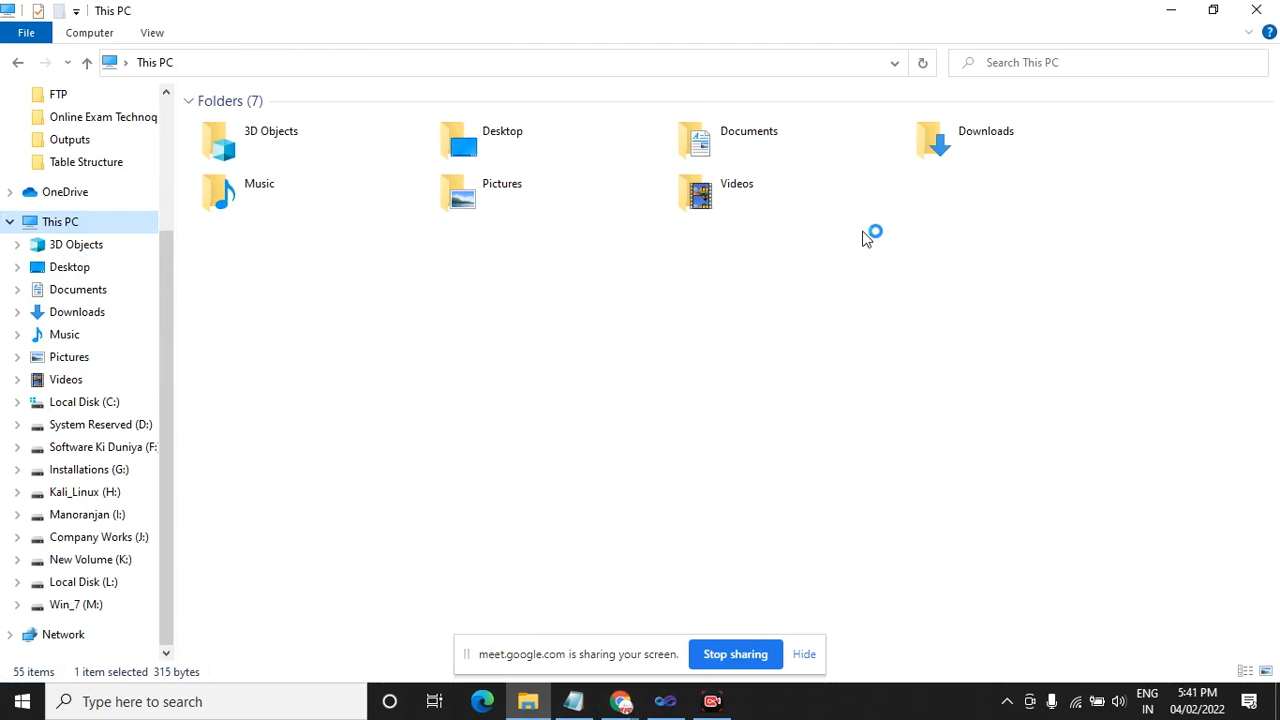 This PC
File
Computer
View
This PC
Search This PC
FTP
Online Exam Technoq
Outputs
Table Structure
OneDrive
This PC
3D Objects
Desktop
Documents
Downloads
Music
Pictures
Videos
Local Disk (C:)
System Reserved (D:)
Software Ki Duniya (F:
Installations (G:)
Kali_Linux (H:)
Manoranjan (I:)
Company Works (J:)
New Volume (K:)
Local Disk (L:)
Win_7 (M:)
Network
Folders (7)
3D Objects
Desktop
Documents
Downloads
Music
Pictures
Videos
meet.google.com is sharing your screen.
Stop sharing
Hide
55 items
1 item selected 315 bytes
Type here to search
ENG
IN
5:41 PM
04/02/2022